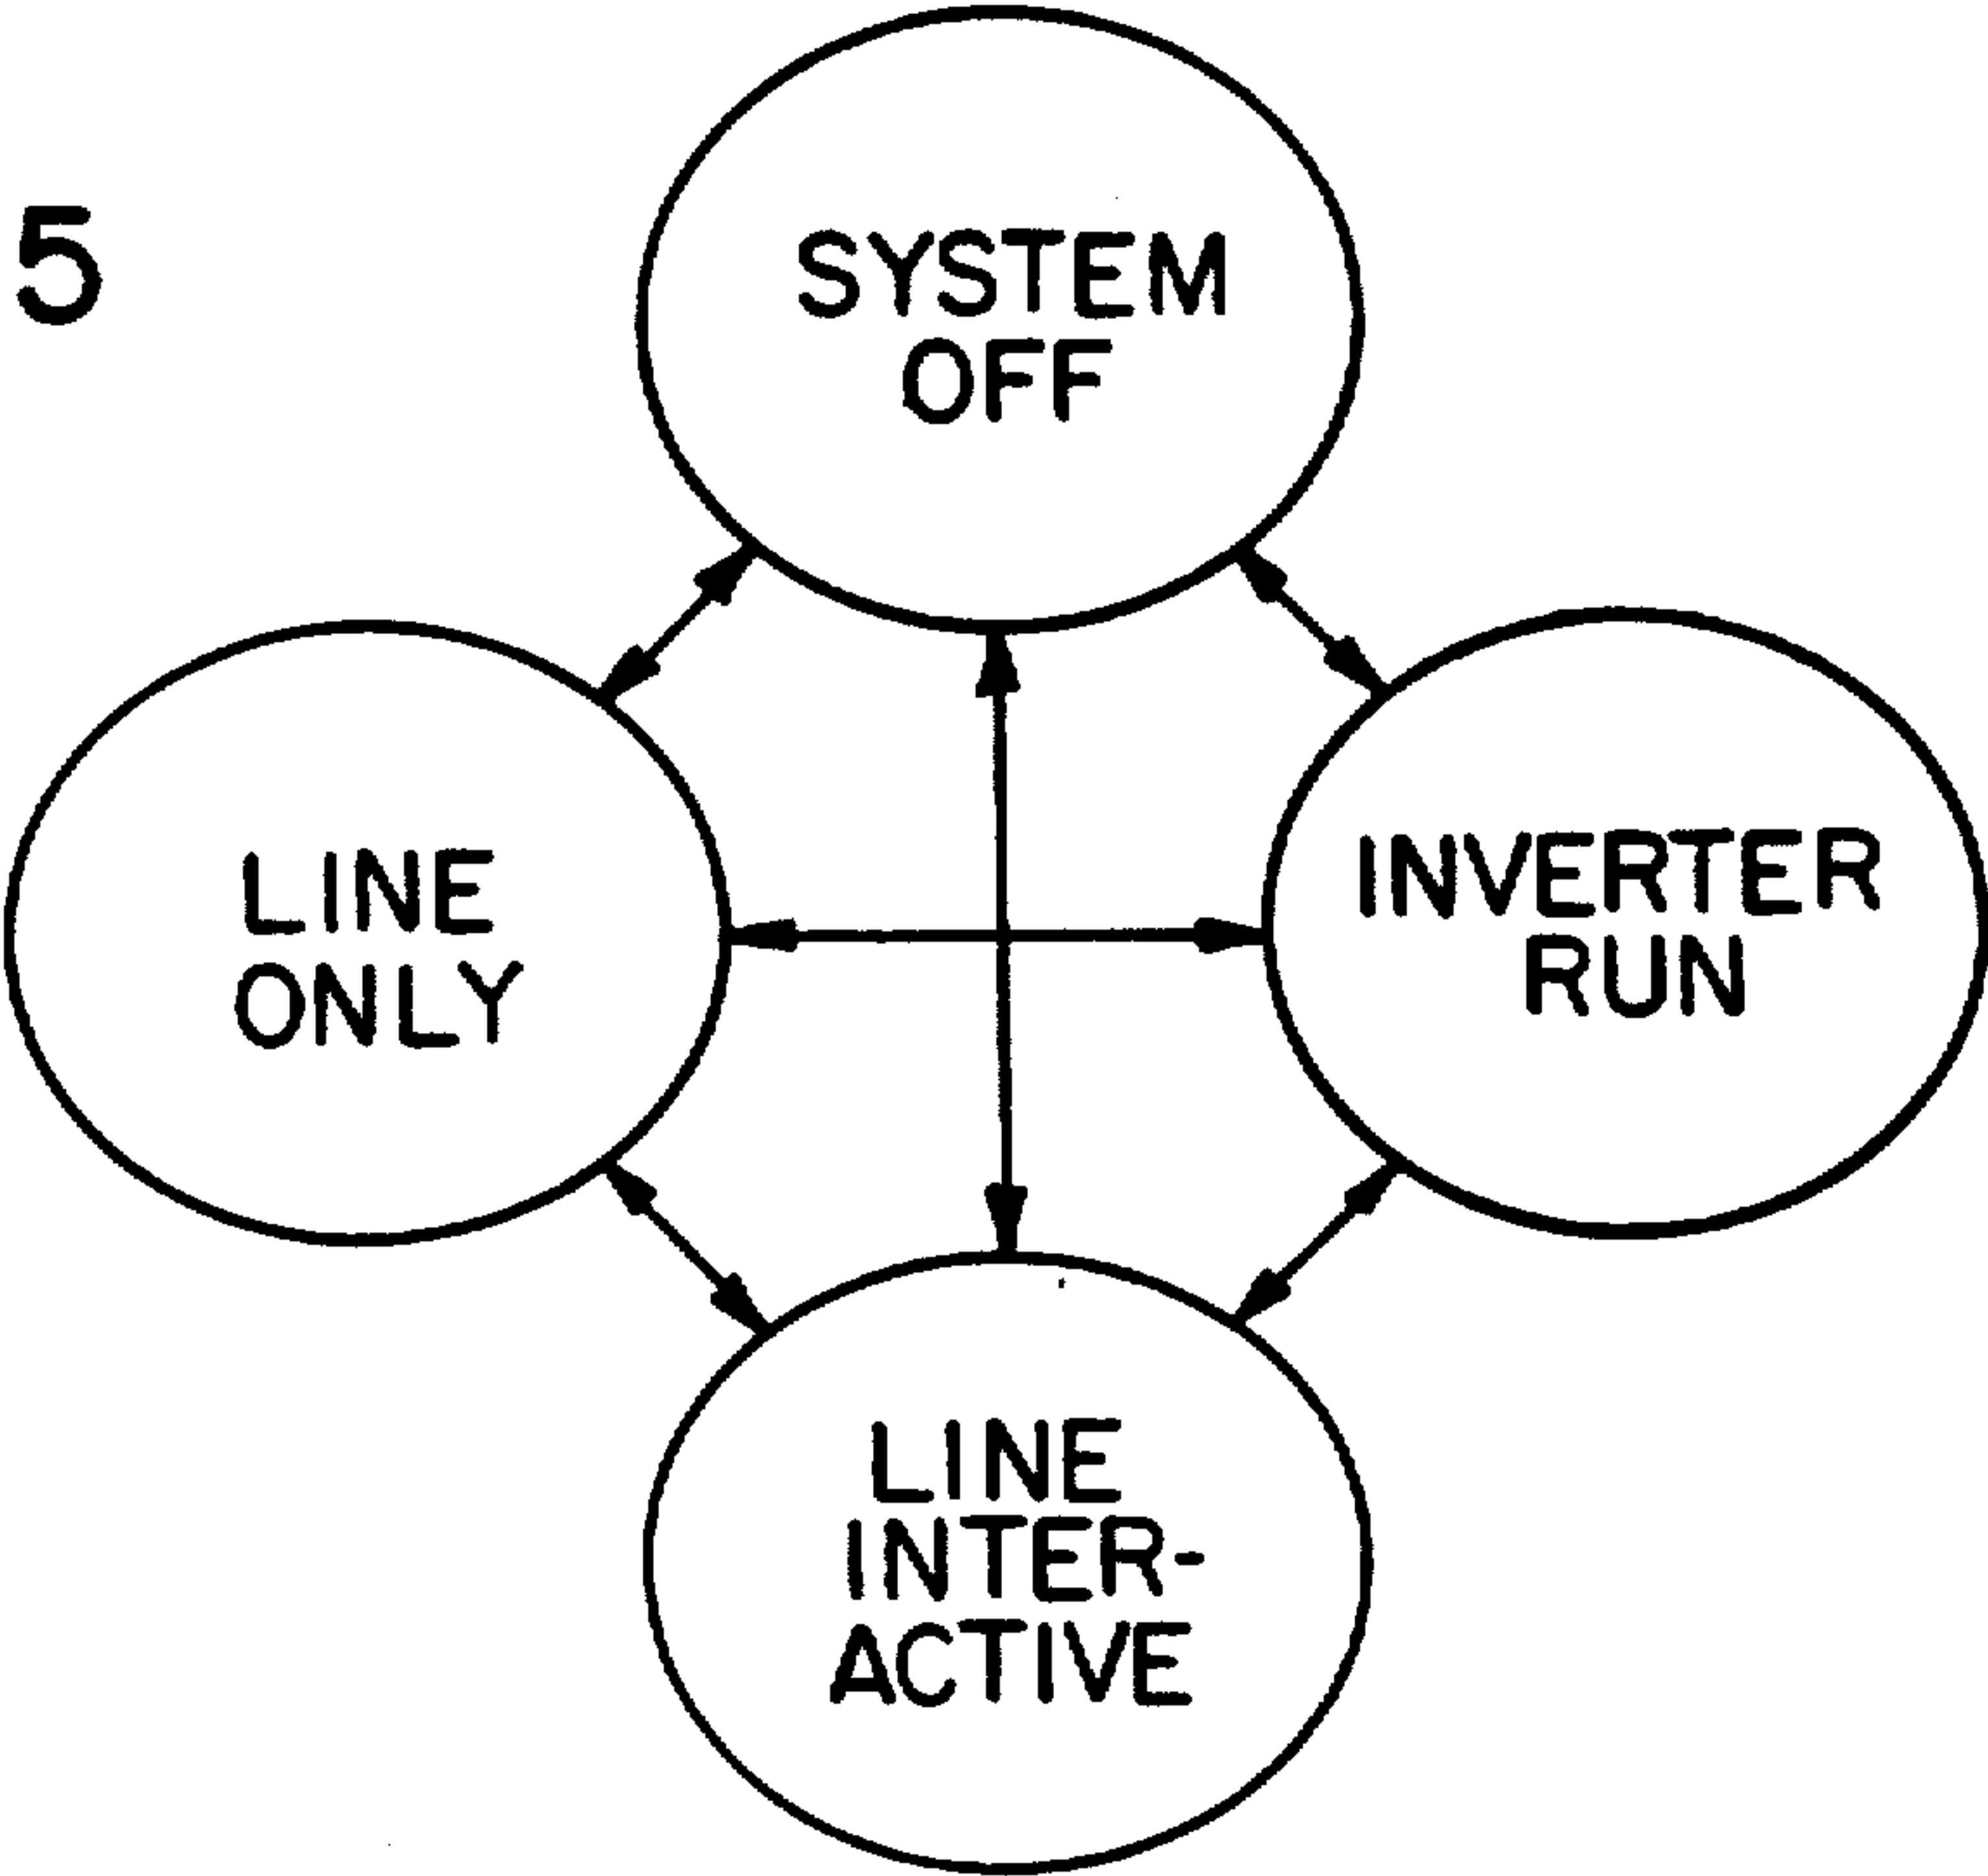 5
SYSTEM
OFF
LINE
ONLY
INVERTER
RUN
LINE
INTER-
ACTIVE